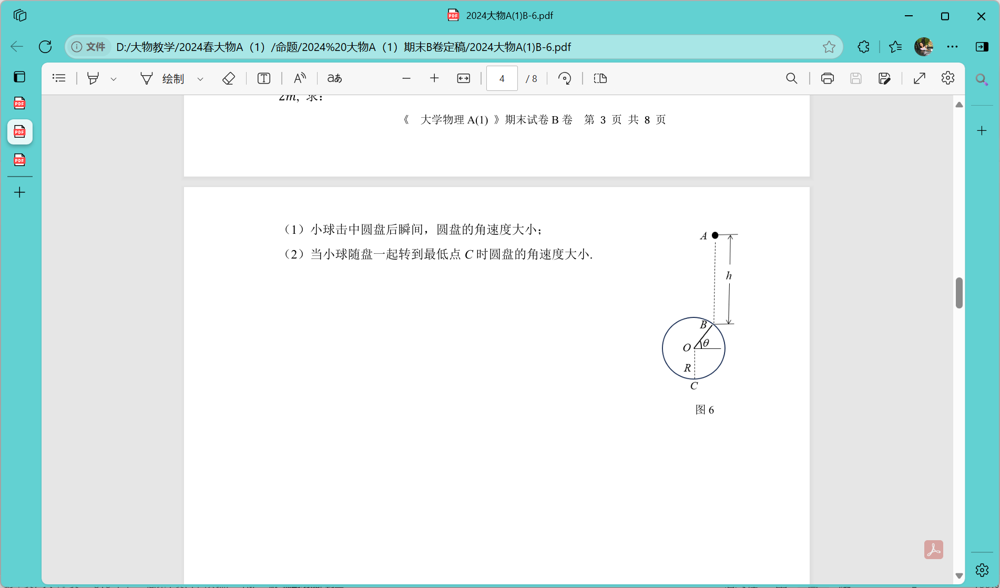 2024大物A(1)B-6.pdf
文件 D:/大物教学/2024春大物A（1）/命题/2024%20大物A（1）期末B卷定稿/2024大物A(1)B-6.pdf
绘制
aあ
4 / 8
2m, 求：
《 大学物理 A(1) 》期末试卷 B 卷 第 3 页 共 8 页
（1）小球击中圆盘后瞬间，圆盘的角速度大小；
（2）当小球随盘一起转到最低点 C 时圆盘的角速度大小.
A
h
B
O θ
R
C
图 6